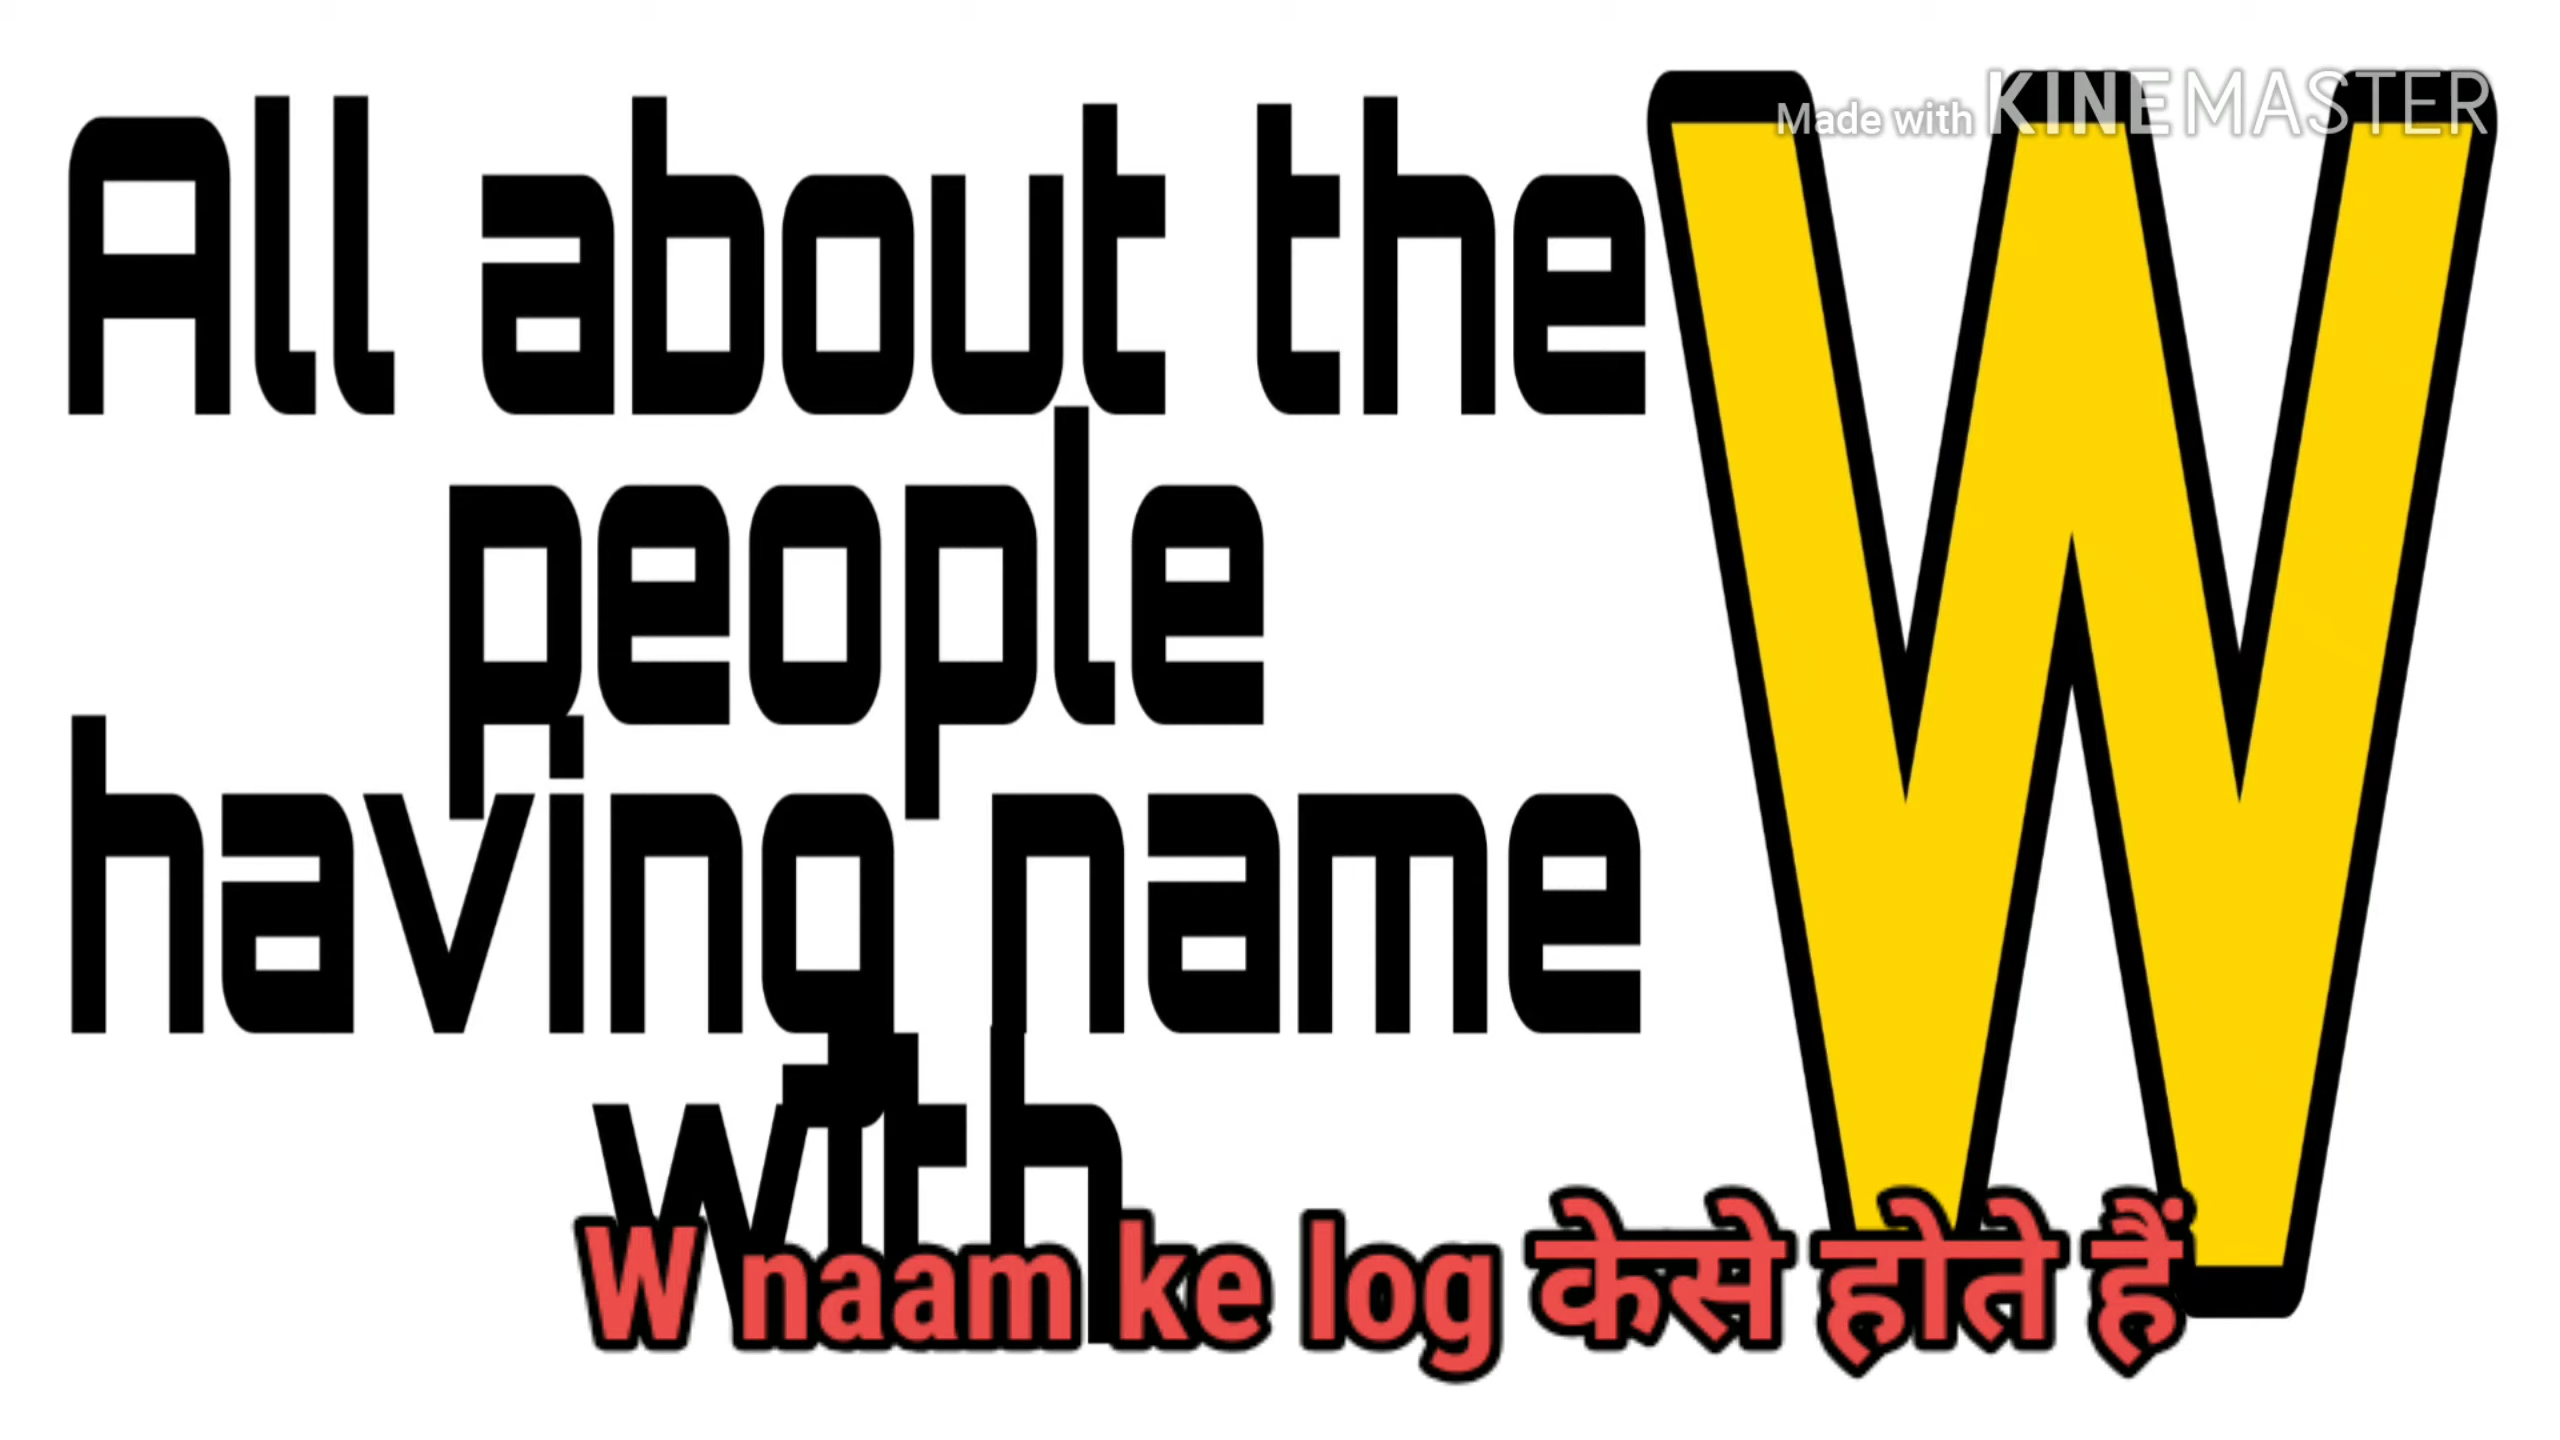 Made with KINEMASTER
All about the
people
having name
with
W
W naam ke log केसे होते हैं